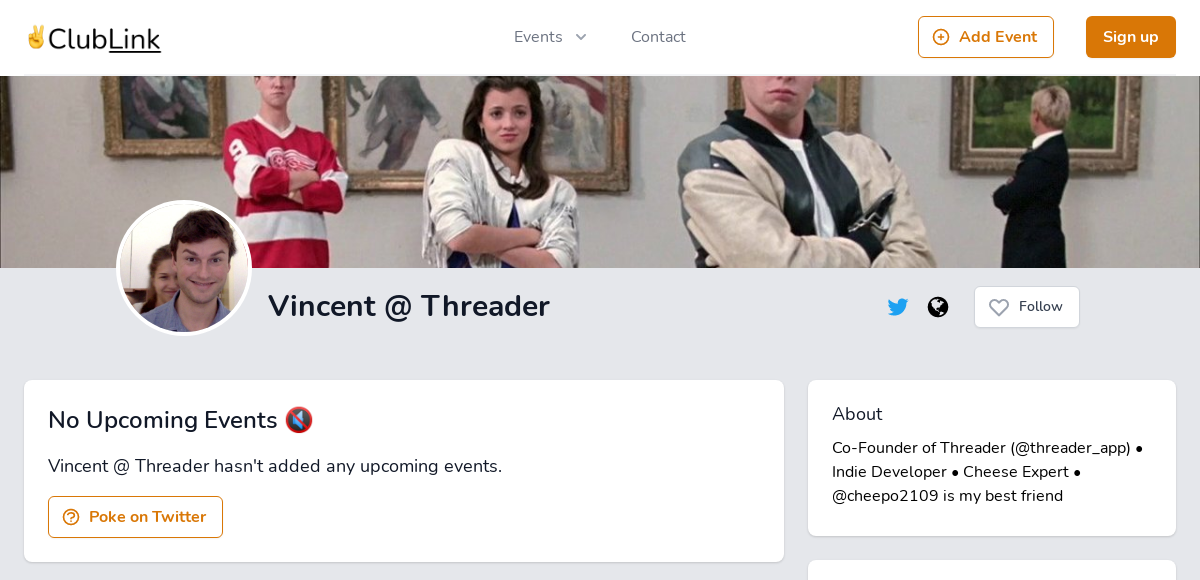 ✌ClubLink
Events
Contact
Add Event
Sign up
9
Vincent @ Threader
Follow
No Upcoming Events 🔇
Vincent @ Threader hasn't added any upcoming events.
Poke on Twitter
About
Co-Founder of Threader (@threader_app) •
Indie Developer • Cheese Expert •
@cheepo2109 is my best friend